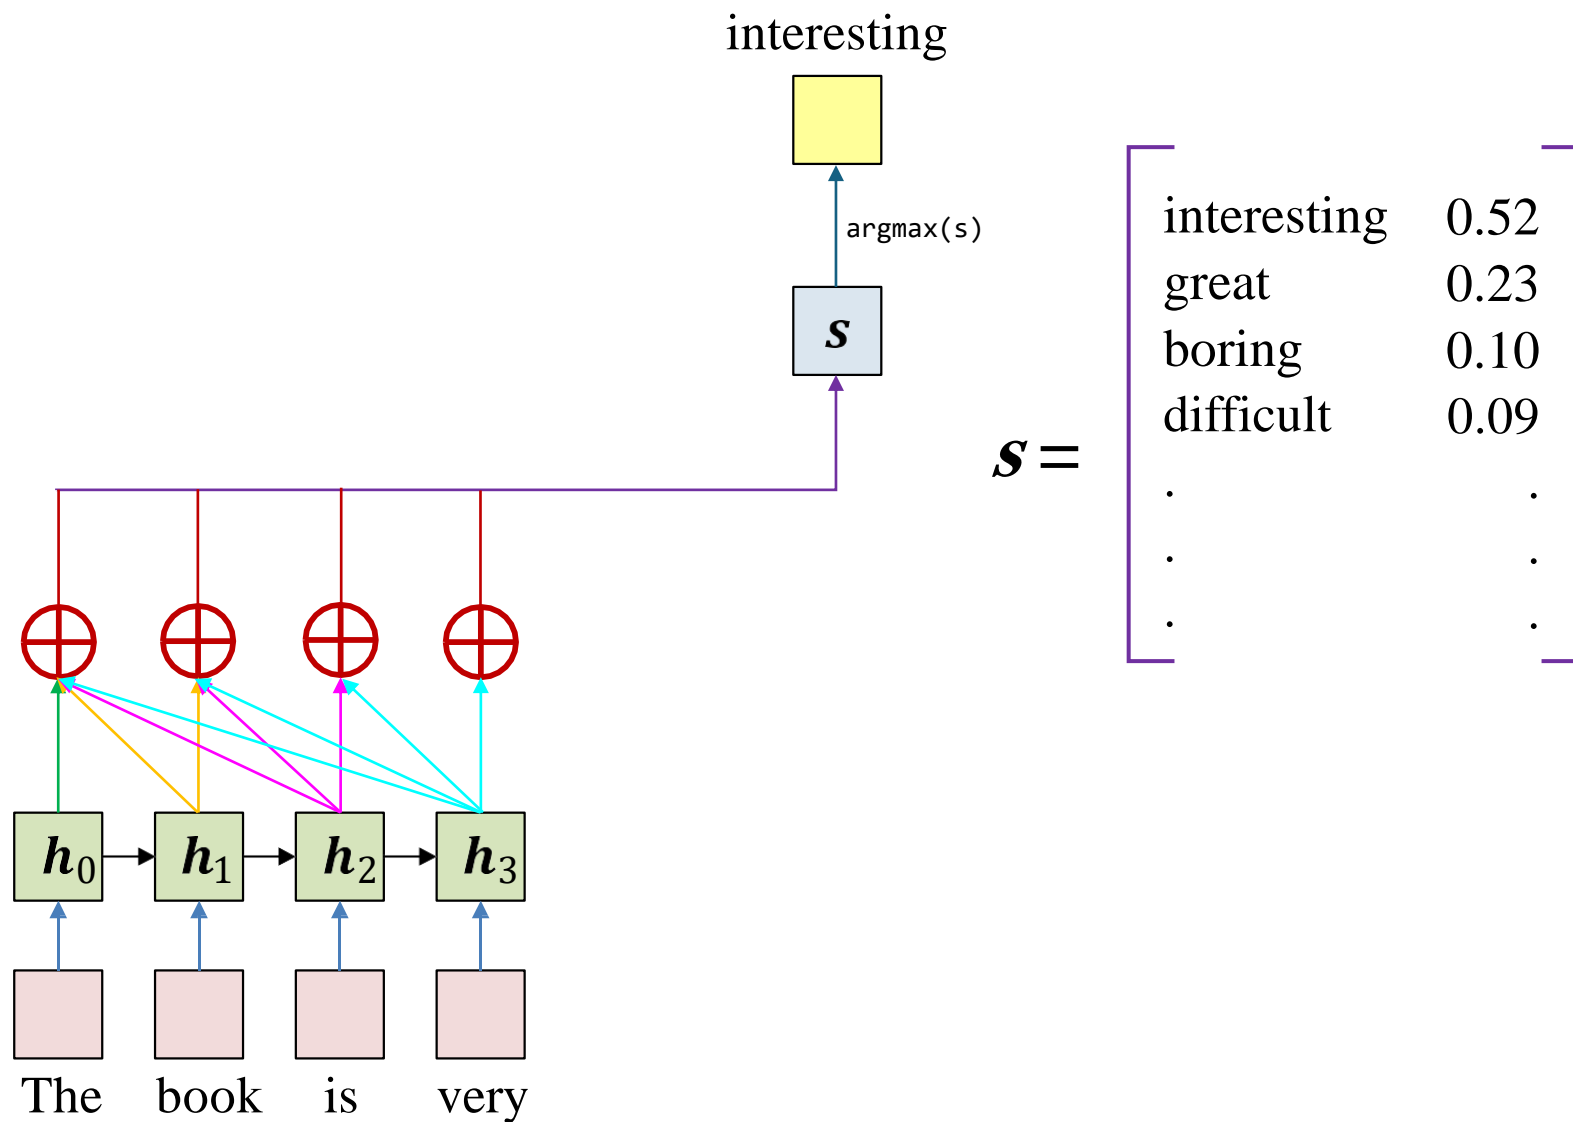 interesting
argmax(s)
s
s =
interesting 0.52
great 0.23
boring 0.10
difficult 0.09
. .
. .
. .
h0 h1 h2 h3
The book is very